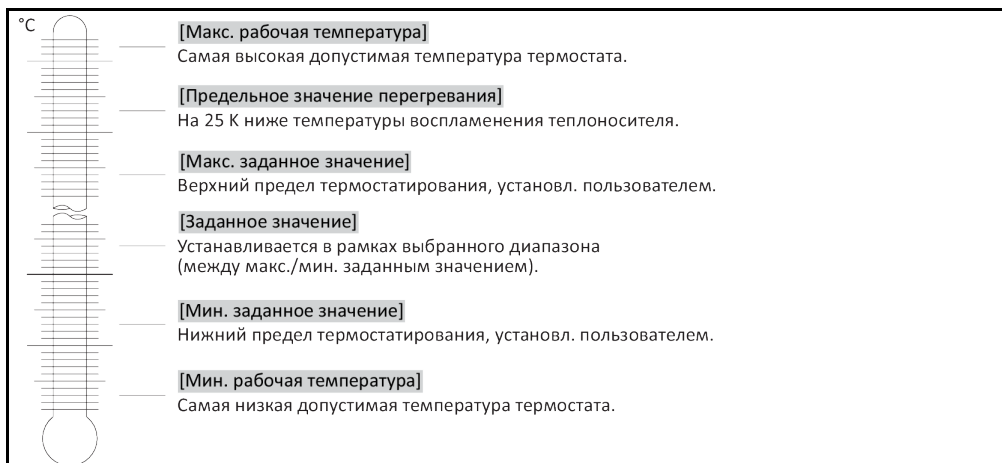 °C
[Макс. рабочая температура]
Самая высокая допустимая температура термостата.
[Предельное значение перегревания]
На 25 К ниже температуры воспламенения теплоносителя.
[Макс. заданное значение]
Верхний предел термостатирования, установл. пользователем.
[Заданное значение]
Устанавливается в рамках выбранного диапазона
(между макс./мин. заданным значением).
[Мин. заданное значение]
Нижний предел термостатирования, установл. пользователем.
[Мин. рабочая температура]
Самая низкая допустимая температура термостата.